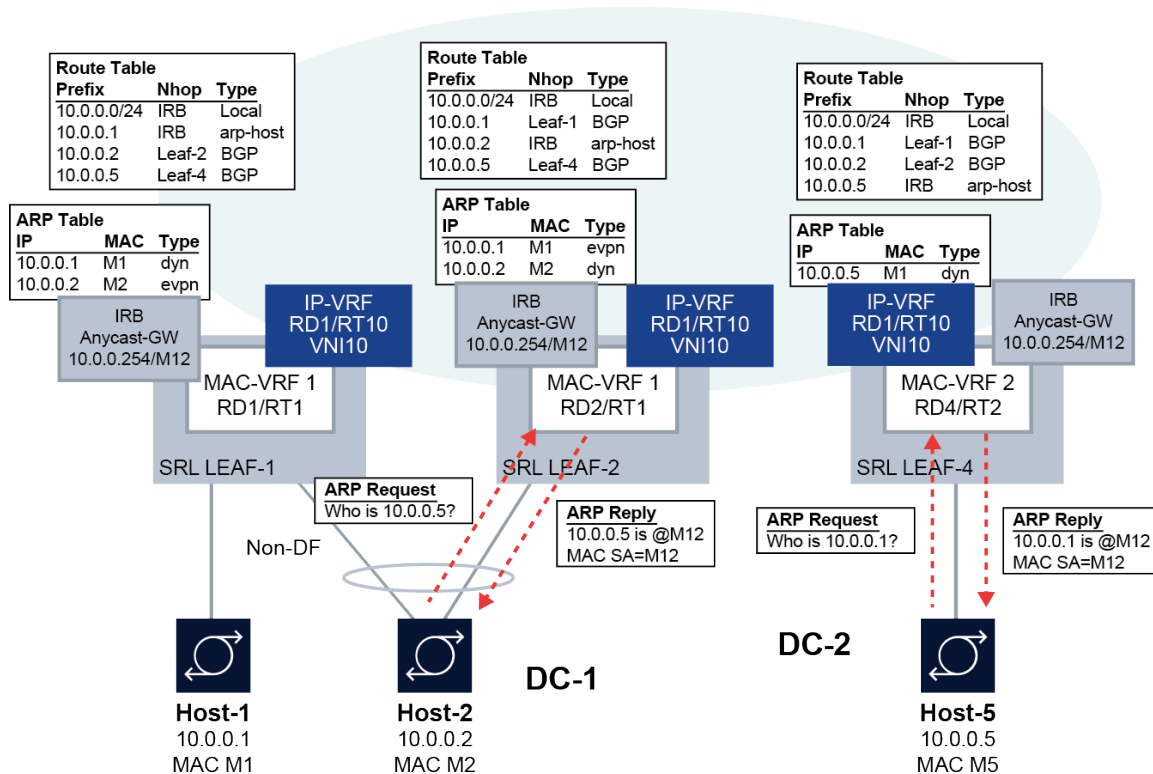 Route Table
Prefix Nhop Type
10.0.0.0/24 IRB Local
10.0.0.1 IRB arp-host
10.0.0.2 Leaf-2 BGP
10.0.0.5 Leaf-4 BGP
Route Table
Prefix Nhop Type
10.0.0.0/24 IRB Local
10.0.0.1 Leaf-1 BGP
10.0.0.2 IRB arp-host
10.0.0.5 Leaf-4 BGP
Route Table
Prefix Nhop Type
10.0.0.0/24 IRB Local
10.0.0.1 Leaf-1 BGP
10.0.0.2 Leaf-2 BGP
10.0.0.5 IRB arp-host
ARP Table
IP MAC Type
10.0.0.1 M1 dyn
10.0.0.2 M2 evpn
ARP Table
IP MAC Type
10.0.0.1 M1 evpn
10.0.0.2 M2 dyn
ARP Table
IP MAC Type
10.0.0.5 M1 dyn
IRB
Anycast-GW
10.0.0.254/M12
IP-VRF
RD1/RT10
VNI10
MAC-VRF 1
RD1/RT1
SRL LEAF-1
IRB
Anycast-GW
10.0.0.254/M12
IP-VRF
RD1/RT10
VNI10
MAC-VRF 1
RD2/RT1
SRL LEAF-2
IP-VRF
RD1/RT10
VNI10
IRB
Anycast-GW
10.0.0.254/M12
MAC-VRF 2
RD4/RT2
SRL LEAF-4
ARP Request
Who is 10.0.0.5?
ARP Reply
10.0.0.5 is @M12
MAC SA=M12
ARP Request
Who is 10.0.0.1?
ARP Reply
10.0.0.1 is @M12
MAC SA=M12
Non-DF
DC-1
DC-2
Host-1
10.0.0.1
MAC M1
Host-2
10.0.0.2
MAC M2
Host-5
10.0.0.5
MAC M5